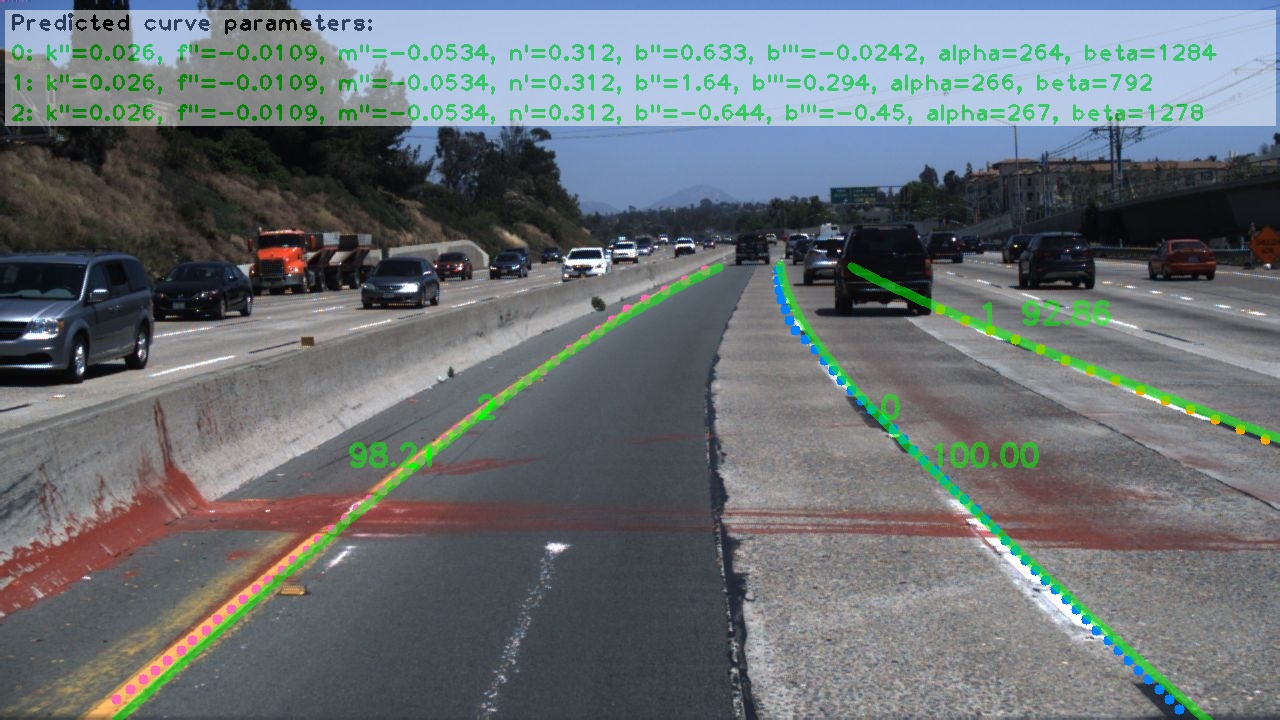 Predicted curve parameters:
0: k"=0.026, f"=-0.0109, m"=-0.0534, n'=0.312, b"=0.633, b'''=-0.0242, alpha=264, beta=1284
1: k"=0.026, f"=-0.0109, m"=-0.0534, n'=0.312, b"=1.64, b'''=0.294, alpha=266, beta=792
2: k"=0.026, f"=-0.0109, m"=-0.0534, n'=0.312, b"=-0.644, b'''=-0.45, alpha=267, beta=1278
1 92.86
2
0
98.21
100.00